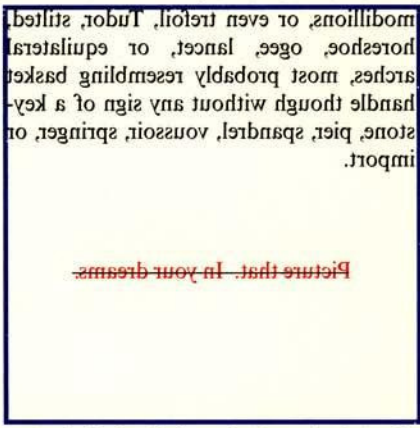 modillions, or even trefoil, Tudor, stilted,
horseshoe, ogee, lancet, or equilateral
arches, most probably resembling basket
handle though without any sign of a key-
stone, pier, spandrel, voussoir, springer, or
import.
Picture that. In your dreams.